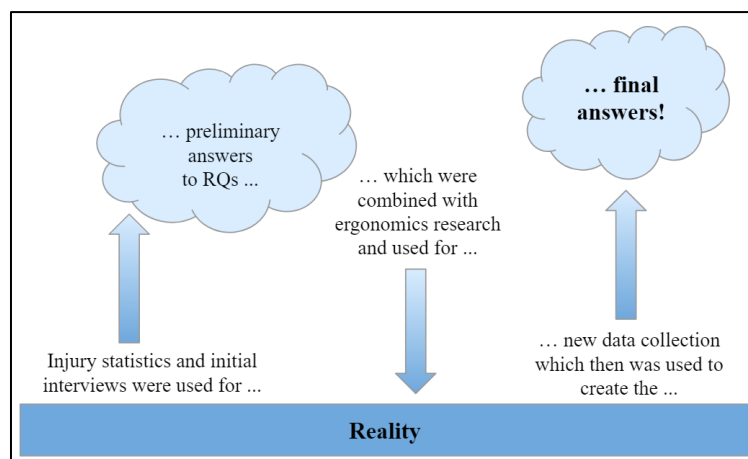 Injury statistics and initial
interviews were used for ...
… preliminary
answers
to RQs ...
… which were
combined with
ergonomics research
and used for ...
… new data collection
which then was used to
create the ...
… final
answers!
Reality